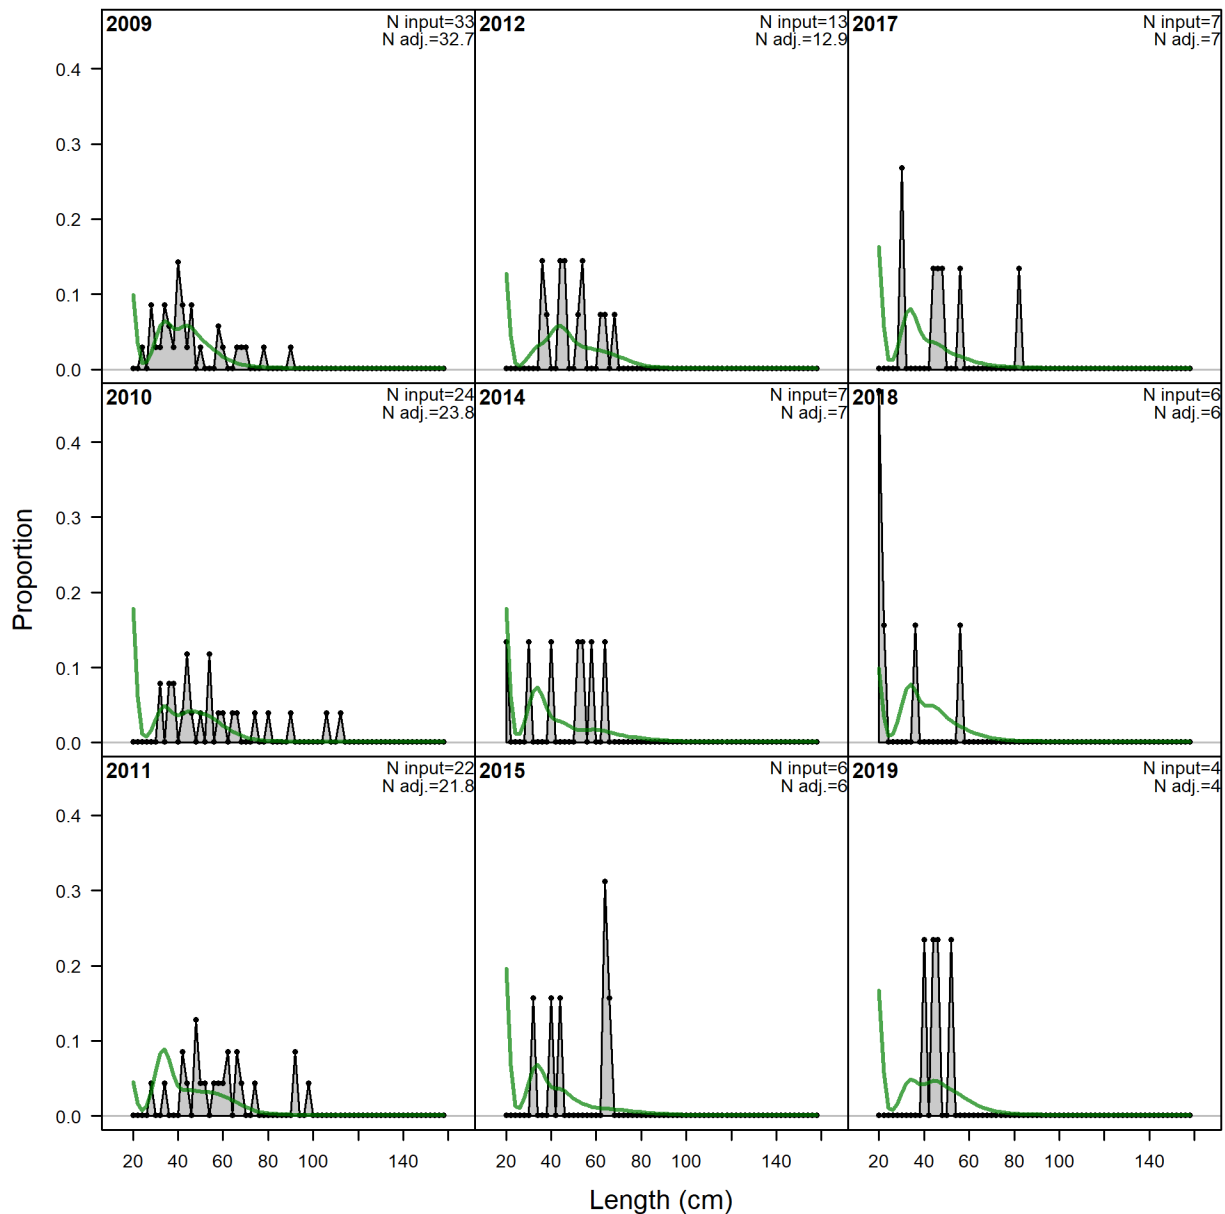 2009 N input=33 2012 N input=13 2017 N input=7
N adj.=32.7 N adj.=12.9 N adj.=7
0.4
0.3
0.2
0.1
0.0
2010 N input=24 2014 N input=7 2018 N input=6
N adj.=23.8 N adj.=7 N adj.=6
0.4
0.3
0.2
0.1
0.0
2011 N input=22 2015 N input=6 2019 N input=4
N adj.=21.8 N adj.=6 N adj.=4
0.4
0.3
0.2
0.1
0.0
Proportion
20 40 60 80 100 140 20 40 60 80 100 140 20 40 60 80 100 140
Length (cm)